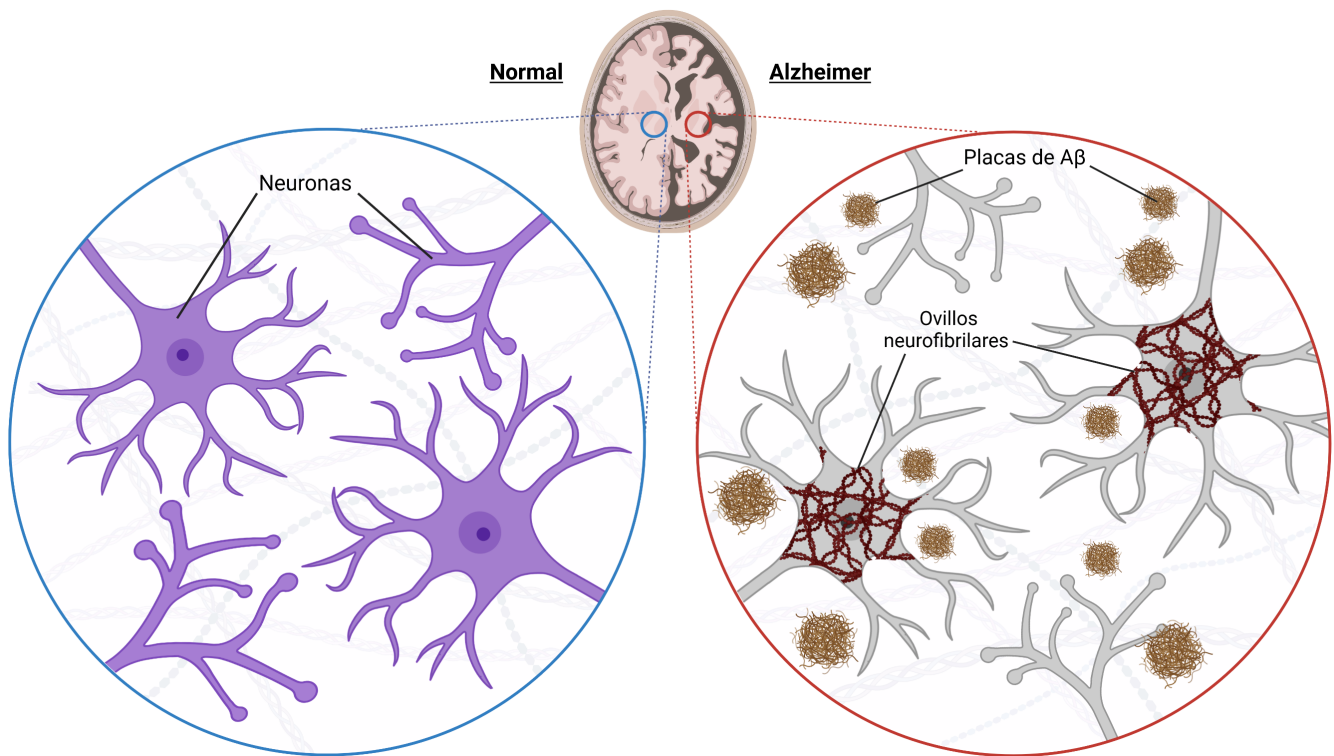 Normal
Alzheimer
Neuronas
Placas de Aβ
Ovillos
neurofibrilares